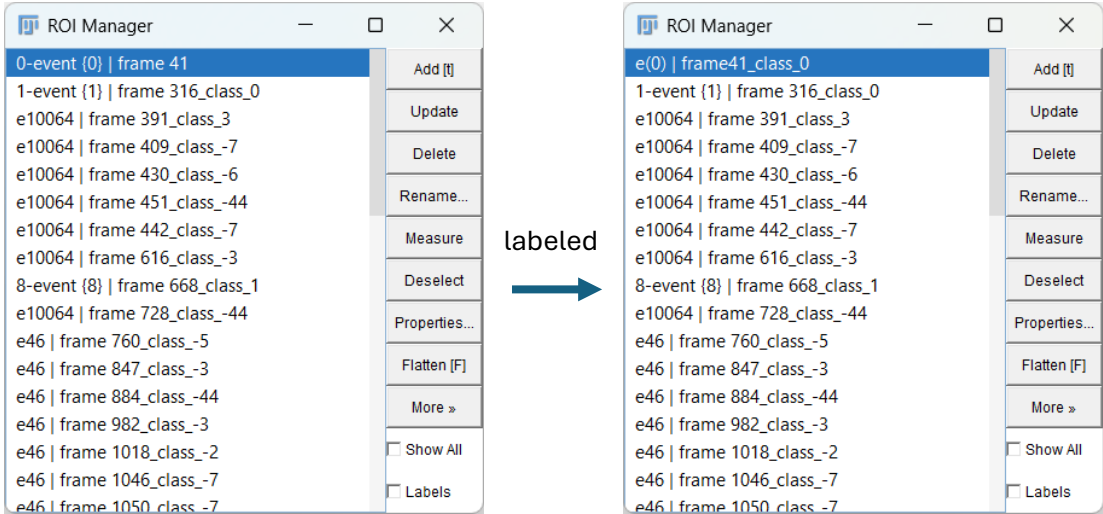 ROI Manager
0-event {0} | frame 41
1-event {1} | frame 316_class_0
e10064 | frame 391_class_3
e10064 | frame 409_class_-7
e10064 | frame 430_class_-6
e10064 | frame 451_class_-44
e10064 | frame 442_class_-7
e10064 | frame 616_class_-3
8-event {8} | frame 668_class_1
e10064 | frame 728_class_-44
e46 | frame 760_class_-5
e46 | frame 847_class_-3
e46 | frame 884_class_-44
e46 | frame 982_class_-3
e46 | frame 1018_class_-2
e46 | frame 1046_class_-7
e46 | frame 1050_class_-7
Add [t]
Update
Delete
Rename...
Measure
Deselect
Properties...
Flatten [F]
More »
Show All
Labels
labeled
ROI Manager
e(0) | frame41_class_0
1-event {1} | frame 316_class_0
e10064 | frame 391_class_3
e10064 | frame 409_class_-7
e10064 | frame 430_class_-6
e10064 | frame 451_class_-44
e10064 | frame 442_class_-7
e10064 | frame 616_class_-3
8-event {8} | frame 668_class_1
e10064 | frame 728_class_-44
e46 | frame 760_class_-5
e46 | frame 847_class_-3
e46 | frame 884_class_-44
e46 | frame 982_class_-3
e46 | frame 1018_class_-2
e46 | frame 1046_class_-7
e46 | frame 1050_class_-7
Add [t]
Update
Delete
Rename...
Measure
Deselect
Properties...
Flatten [F]
More »
Show All
Labels